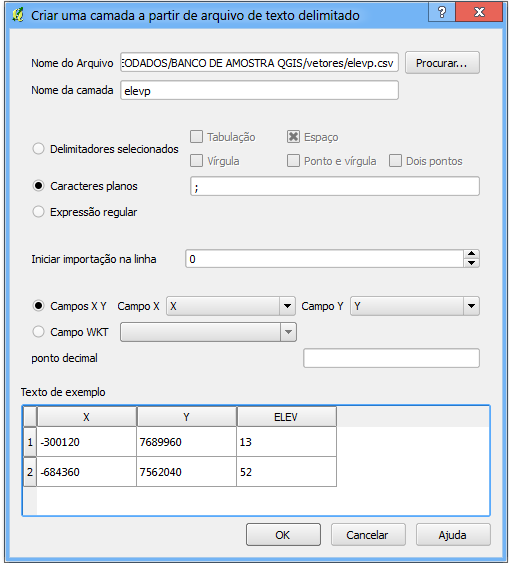 Criar uma camada a partir de arquivo de texto delimitado ?
Nome do Arquivo EODADOS/BANCO DE AMOSTRA QGIS/vetores/elevp.csv Procurar...
Nome da camada elevp
Tabulação Espaço
Delimitadores selecionados
Vírgula Ponto e vírgula Dois pontos
Caracteres planos ;
Expressão regular
Iniciar importação na linha 0
Campos X Y Campo X X Campo Y Y
Campo WKT
ponto decimal
Texto de exemplo
X Y ELEV
1 -300120 7689960 13
2 -684360 7562040 52
OK Cancelar Ajuda